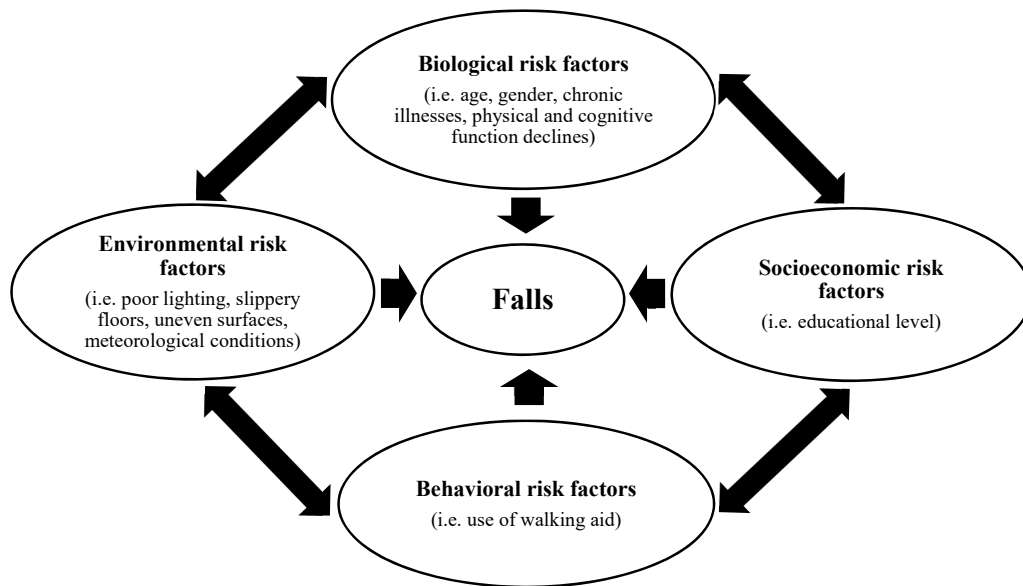 Biological risk factors
(i.e. age, gender, chronic
illnesses, physical and cognitive
function declines)
Environmental risk
factors
(i.e. poor lighting, slippery
floors, uneven surfaces,
meteorological conditions)
Falls
Socioeconomic risk
factors
(i.e. educational level)
Behavioral risk factors
(i.e. use of walking aid)